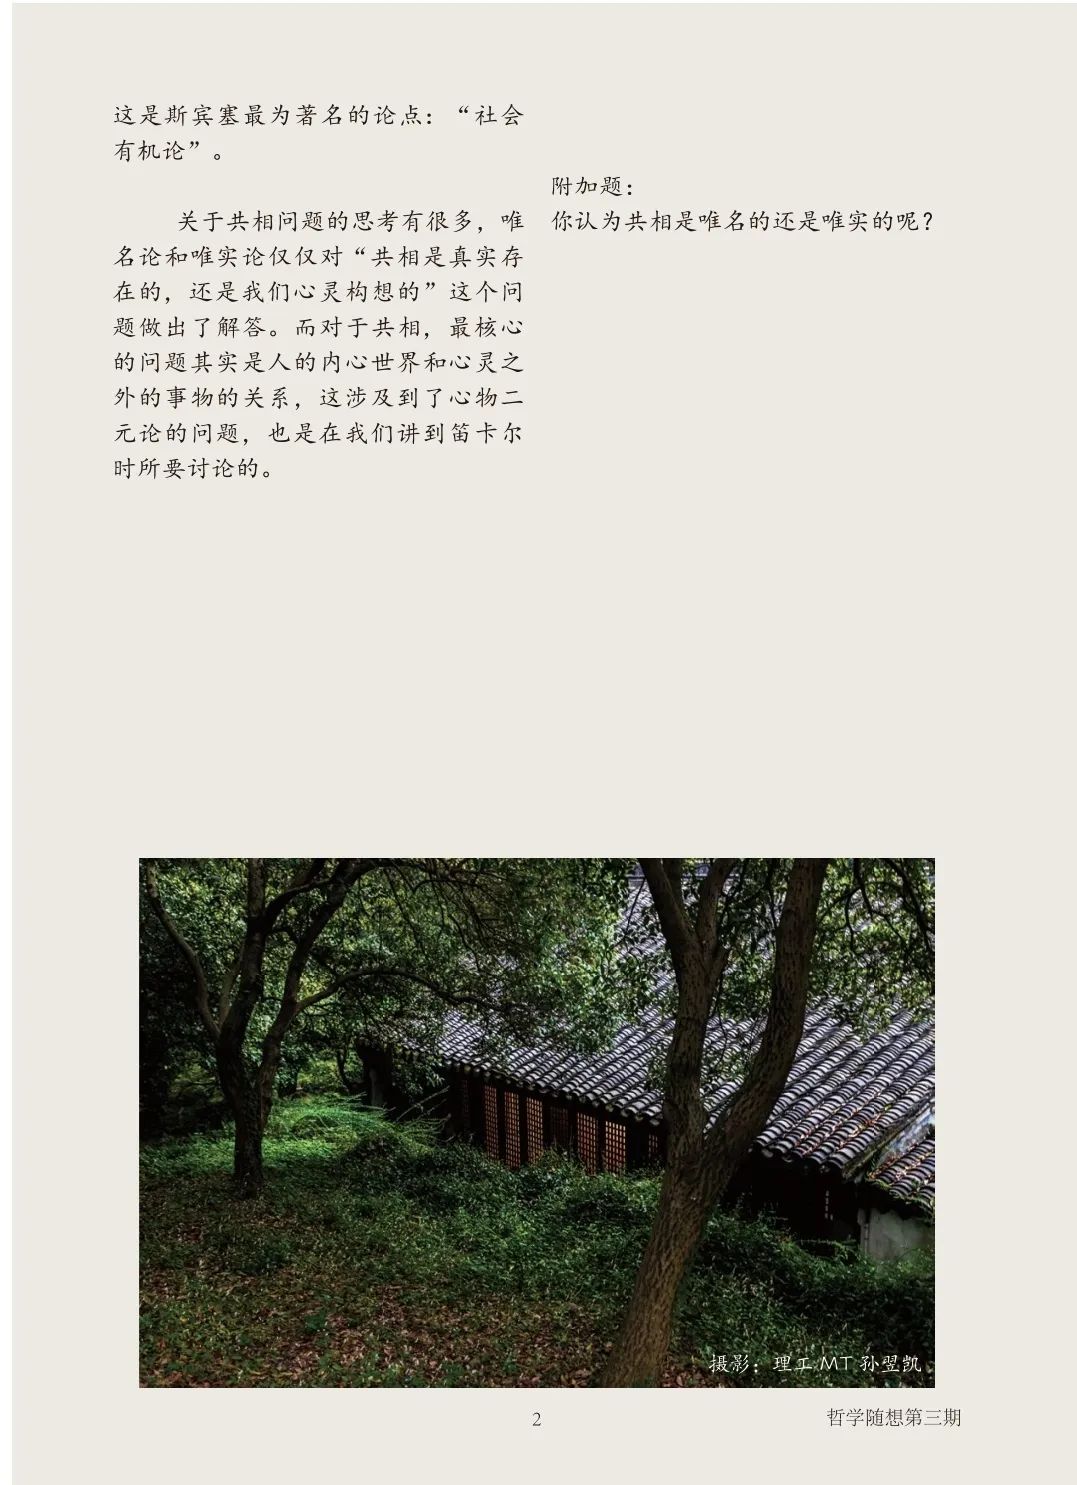 这是斯宾塞最为著名的论点：“社会
有机论”。
关于共相问题的思考有很多，唯
名论和唯实论仅仅对“共相是真实存
在的，还是我们心灵构想的”这个问
题做出了解答。而对于共相，最核心
的问题其实是人的内心世界和心灵之
外的事物的关系，这涉及到了心物二
元论的问题，也是在我们讲到笛卡尔
时所要讨论的。
附加题：
你认为共相是唯名的还是唯实的呢？
摄影：理工 MT 孙翌凯
2
哲学随想第三期